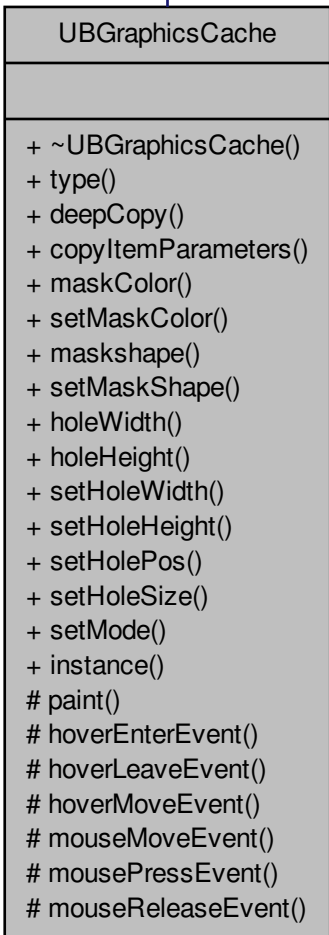 UBGraphicsCache
+ ~UBGraphicsCache()
+ type()
+ deepCopy()
+ copyItemParameters()
+ maskColor()
+ setMaskColor()
+ maskshape()
+ setMaskShape()
+ holeWidth()
+ holeHeight()
+ setHoleWidth()
+ setHoleHeight()
+ setHolePos()
+ setHoleSize()
+ setMode()
+ instance()
# paint()
# hoverEnterEvent()
# hoverLeaveEvent()
# hoverMoveEvent()
# mouseMoveEvent()
# mousePressEvent()
# mouseReleaseEvent()